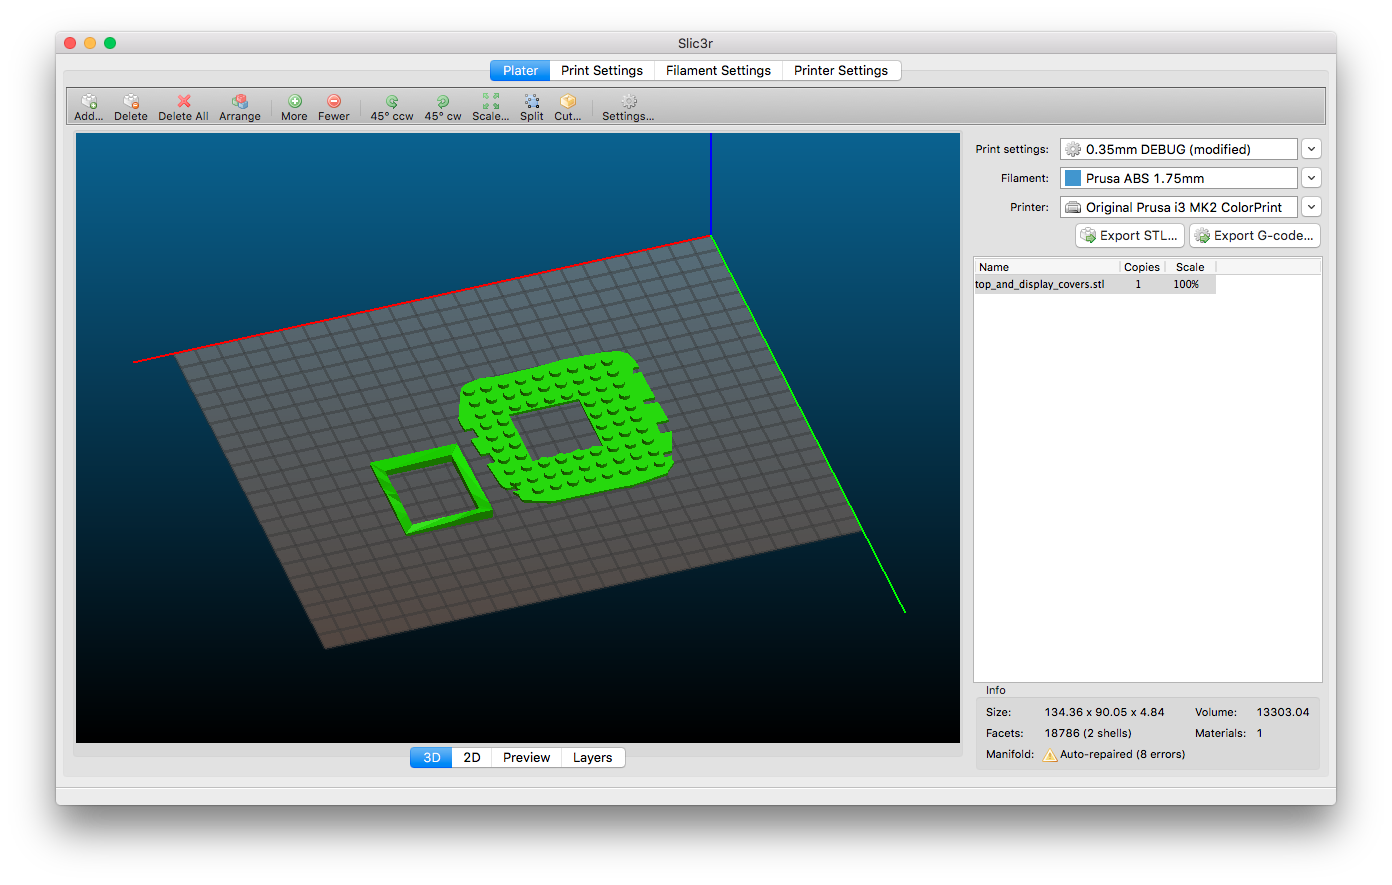 Slic3r
Plater Print Settings Filament Settings Printer Settings
Add... Delete Delete All Arrange More Fewer 45° ccw 45° cw Scale... Split Cut... Settings...
Print settings: 0.35mm DEBUG (modified)
Filament: Prusa ABS 1.75mm
Printer: Original Prusa i3 MK2 ColorPrint
Export STL... Export G-code...
Name Copies Scale
top_and_display_covers.stl 1 100%
Info
Size: 134.36 x 90.05 x 4.84 Volume: 13303.04
Facets: 18786 (2 shells) Materials: 1
Manifold: Auto-repaired (8 errors)
3D 2D Preview Layers